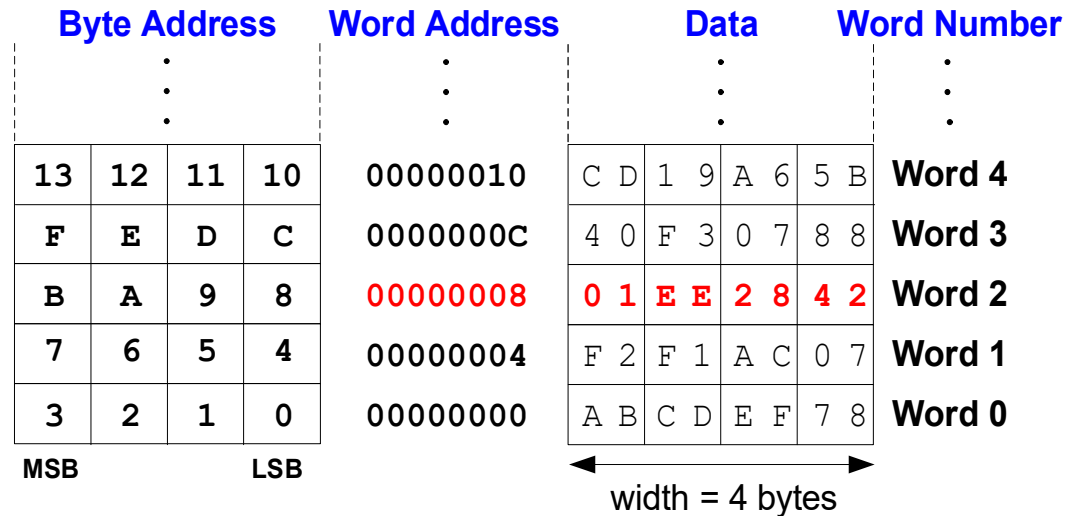 Byte Address Word Address Data Word Number
13 12 11 10 00000010 C D 1 9 A 6 5 B Word 4
F E D C 0000000C 4 0 F 3 0 7 8 8 Word 3
B A 9 8 00000008 0 1 E E 2 8 4 2 Word 2
7 6 5 4 00000004 F 2 F 1 A C 0 7 Word 1
3 2 1 0 00000000 A B C D E F 7 8 Word 0
MSB LSB
width = 4 bytes